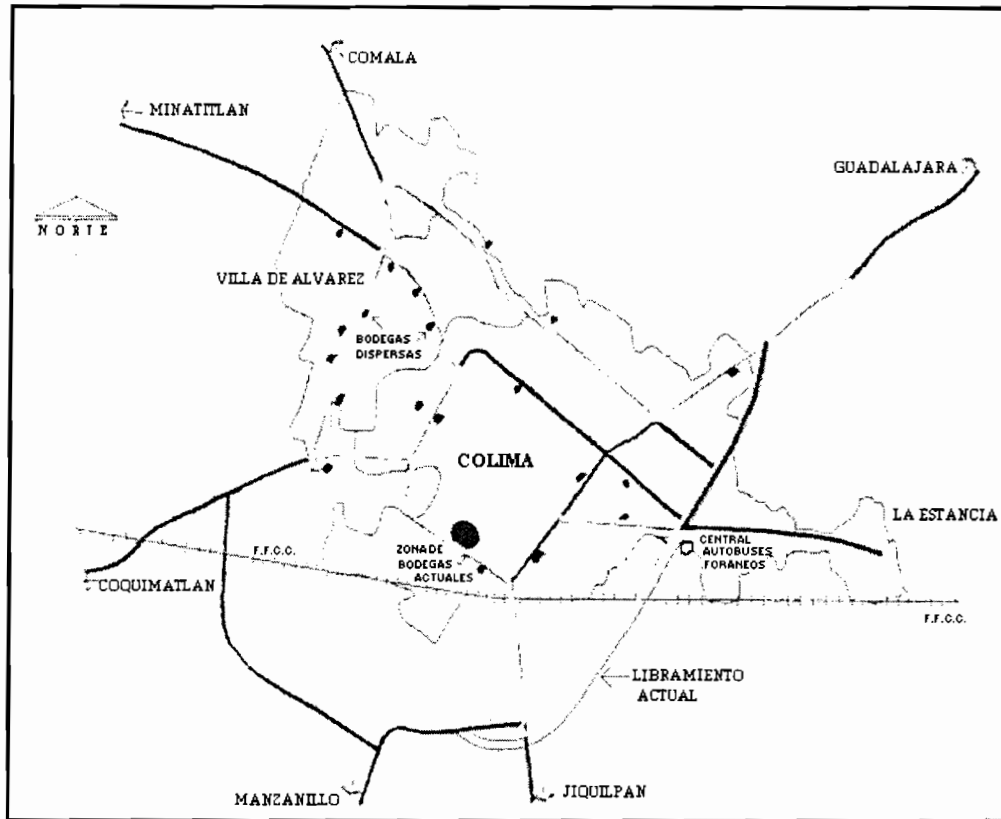 COMALA
MINATITLAN
GUADALAJARA
NORTE
VILLA DE ALVAREZ
BODEGAS
DISPERSAS
COLIMA
LA ESTANCIA
ZONA DE
BODEGAS
ACTUALES
CENTRAL
AUTOBUSES
FORANEOS
F.F.C.C.
COQUIMATLAN
F.F.C.C.
LIBRAMIENTO
ACTUAL
MANZANILLO
JIQUILPAN